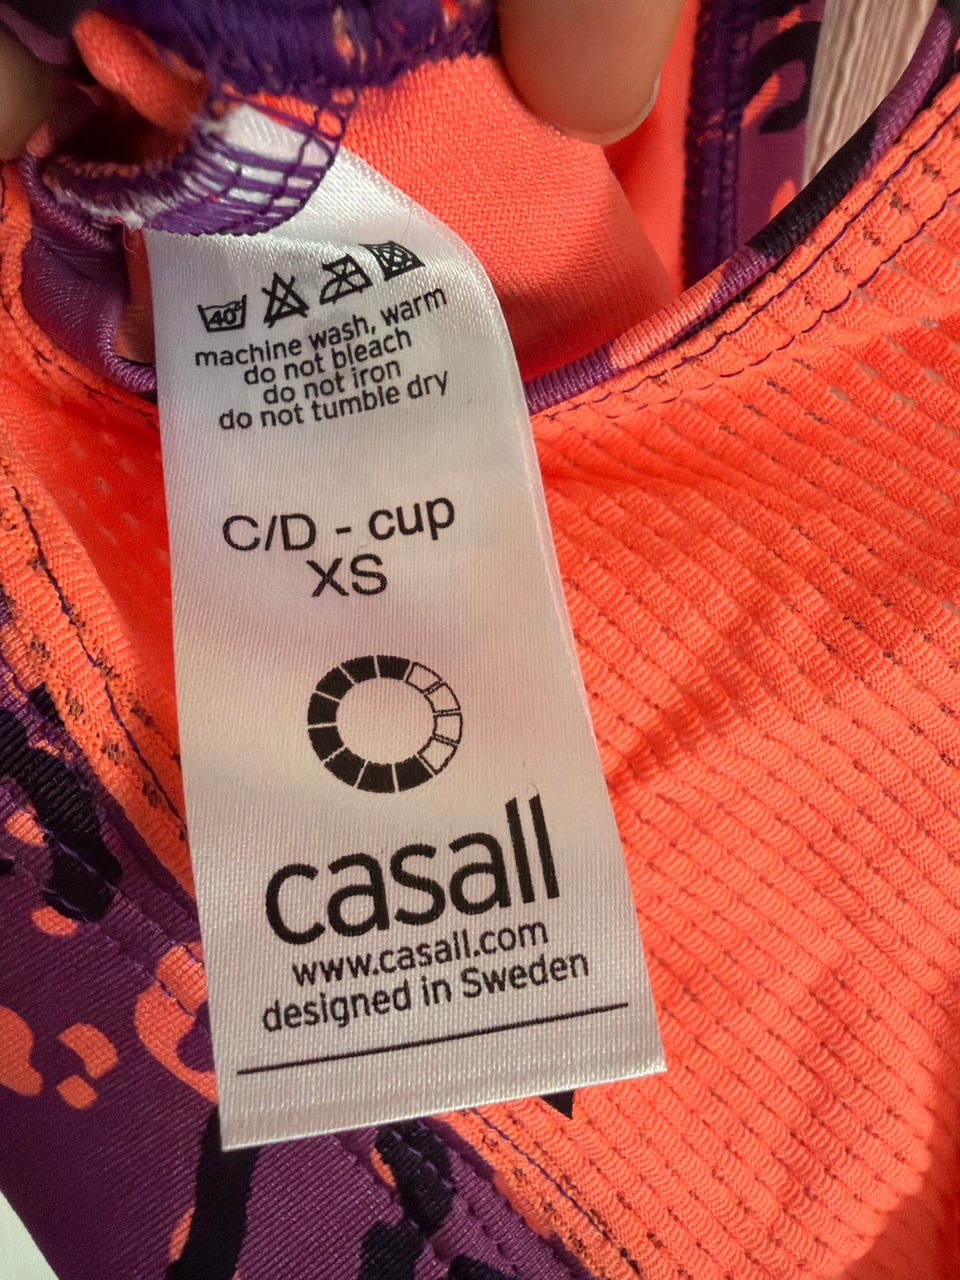 40
machine wash, warm
do not bleach
do not iron
do not tumble dry
C/D - cup
XS
casall
www.casall.com
designed in Sweden